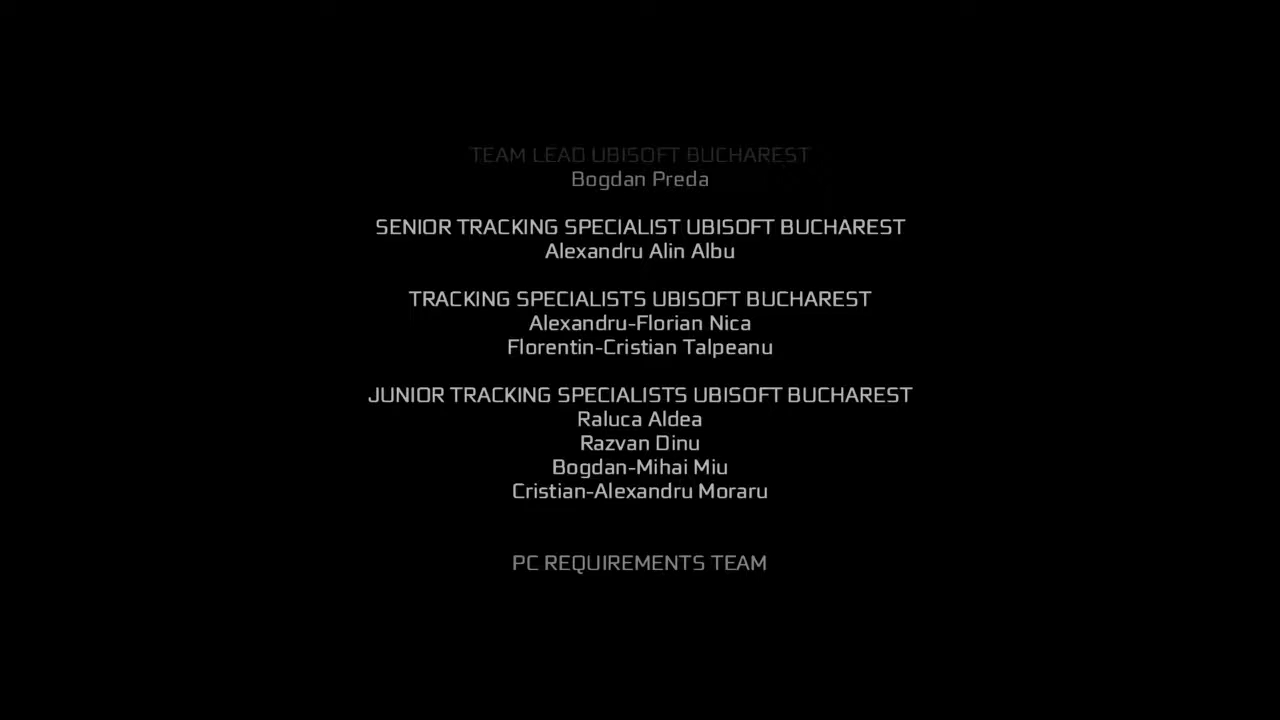 TEAM LEAD UBISOFT BUCHAREST
Bogdan Preda
SENIOR TRACKING SPECIALIST UBISOFT BUCHAREST
Alexandru Alin Albu
TRACKING SPECIALISTS UBISOFT BUCHAREST
Alexandru-Florian Nica
Florentin-Cristian Talpeanu
JUNIOR TRACKING SPECIALISTS UBISOFT BUCHAREST
Raluca Aldea
Razvan Dinu
Bogdan-Mihai Miu
Cristian-Alexandru Moraru
PC REQUIREMENTS TEAM